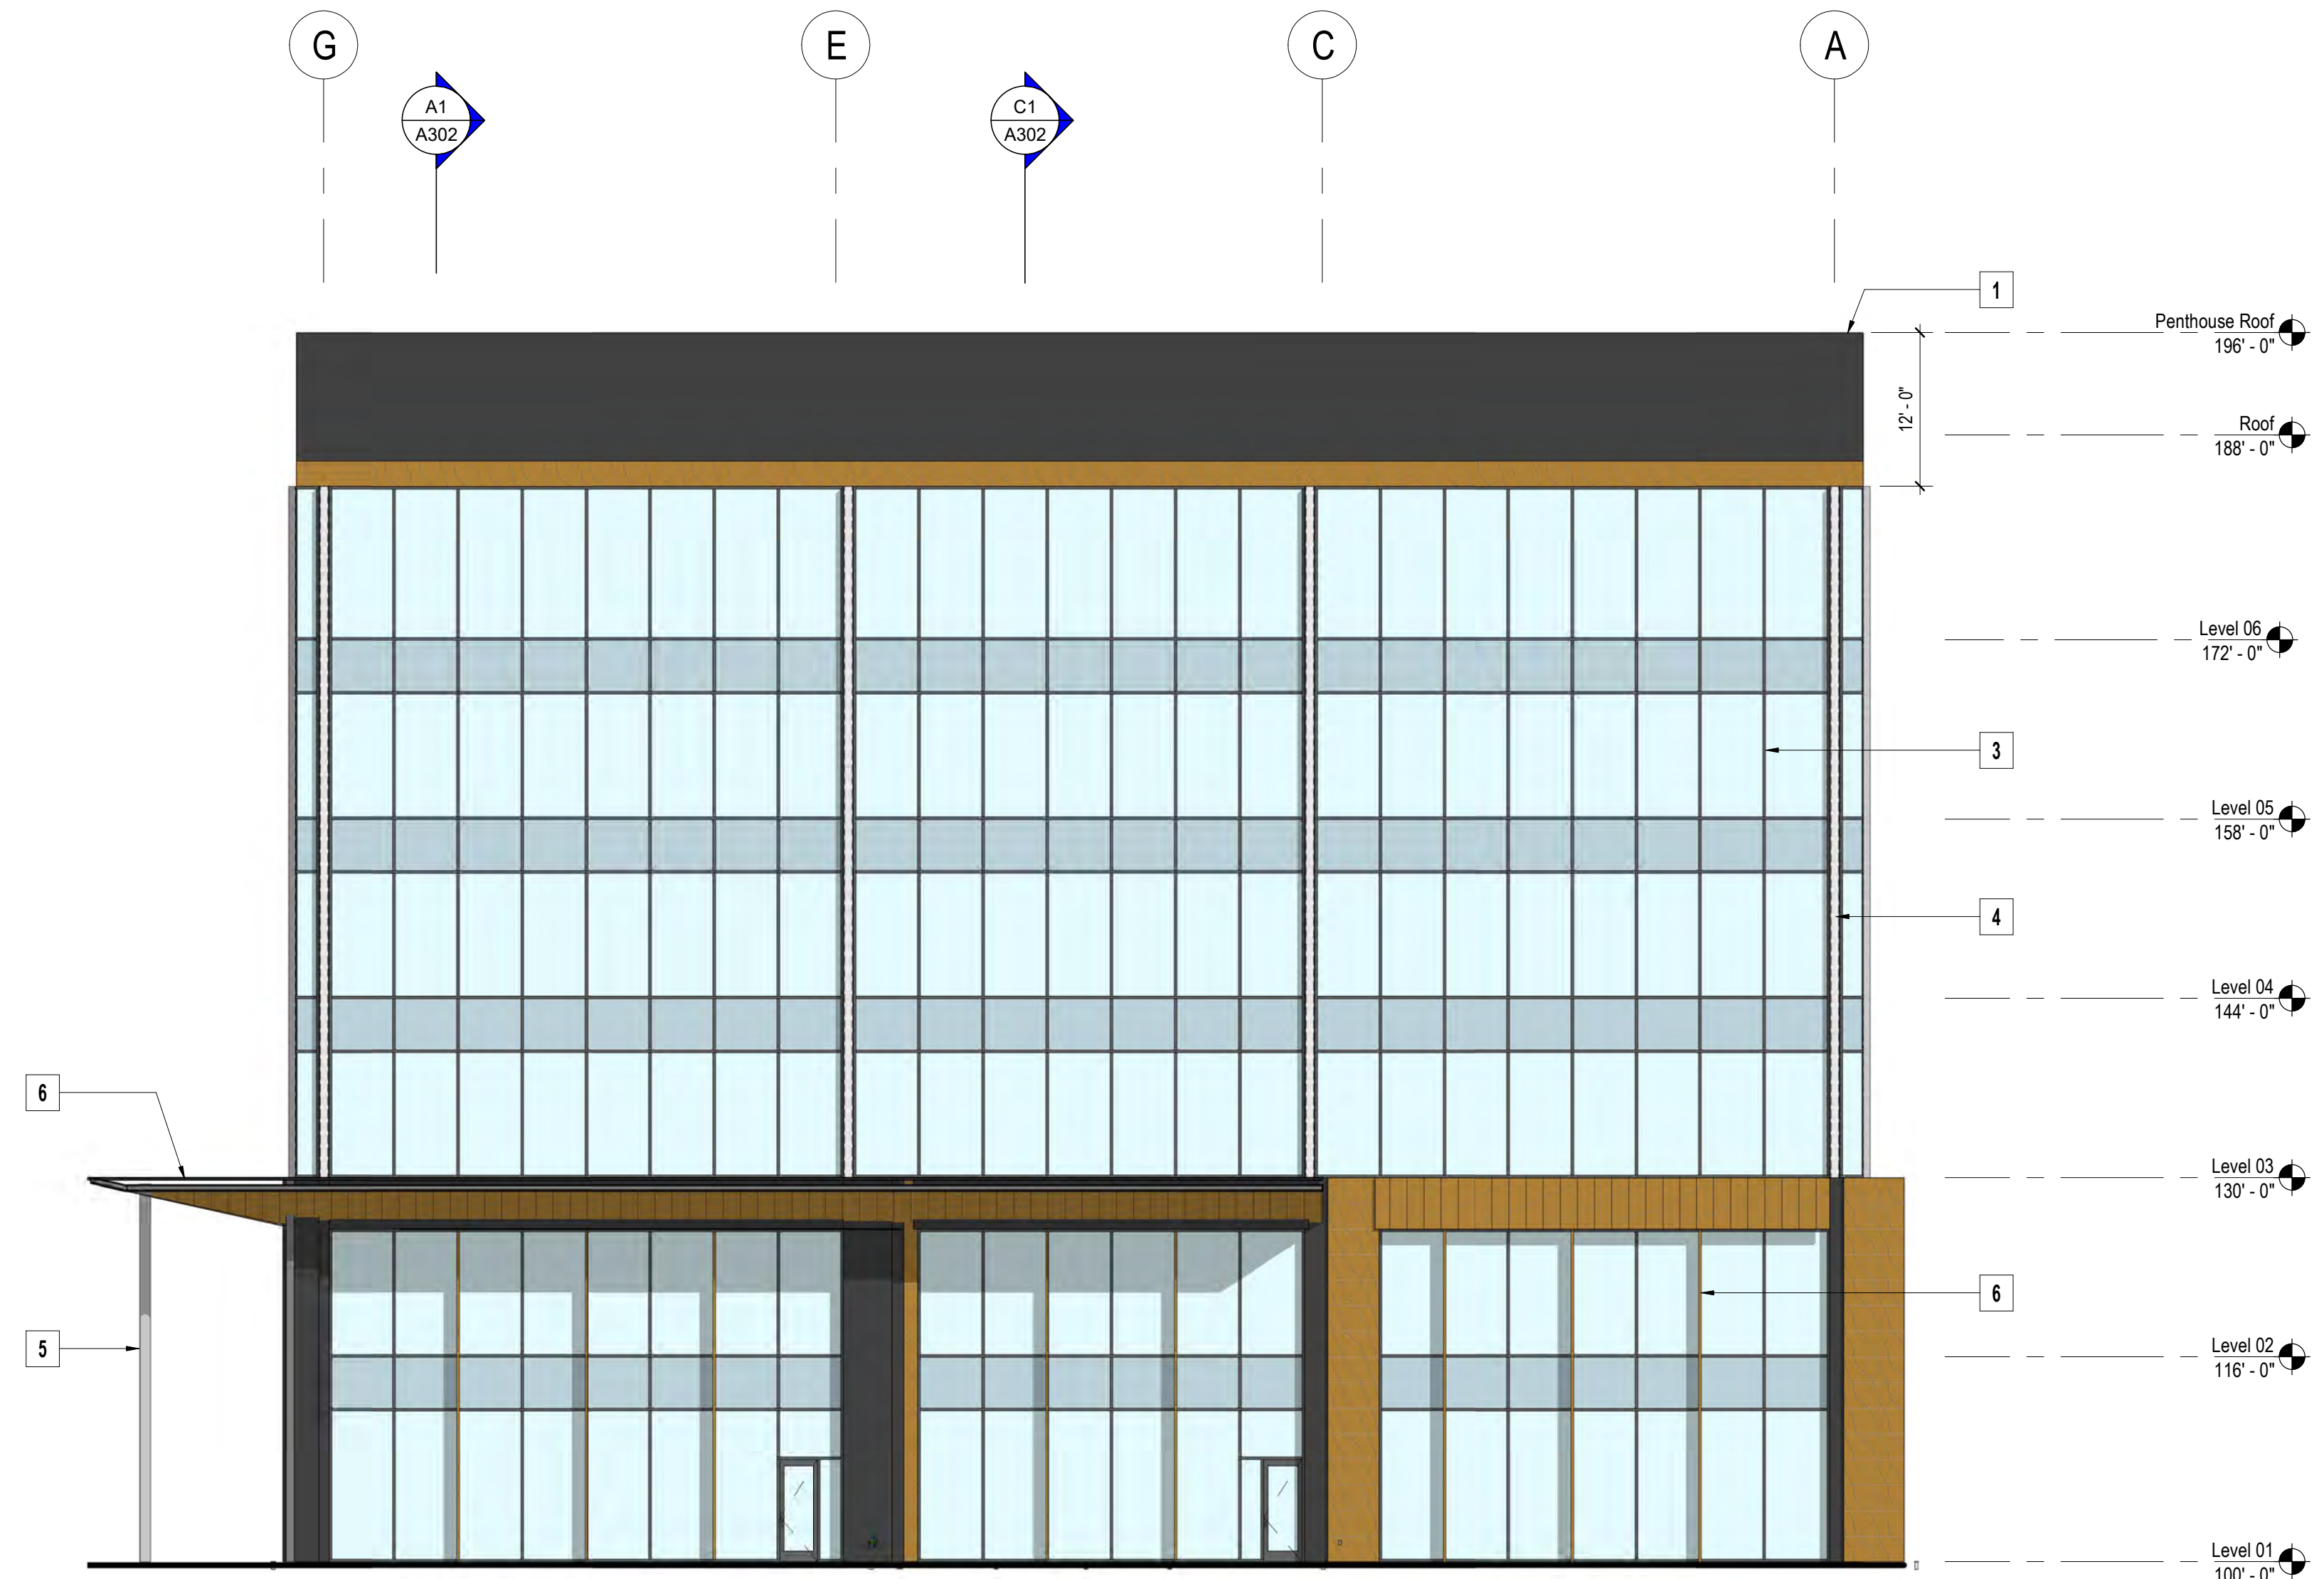 G
E
C
A
A1
A302
C1
A302
1
Penthouse Roof
196' - 0"
12' - 0"
Roof
188' - 0"
Level 06
172' - 0"
3
Level 05
158' - 0"
4
Level 04
144' - 0"
6
Level 03
130' - 0"
6
5
Level 02
116' - 0"
Level 01
100' - 0"